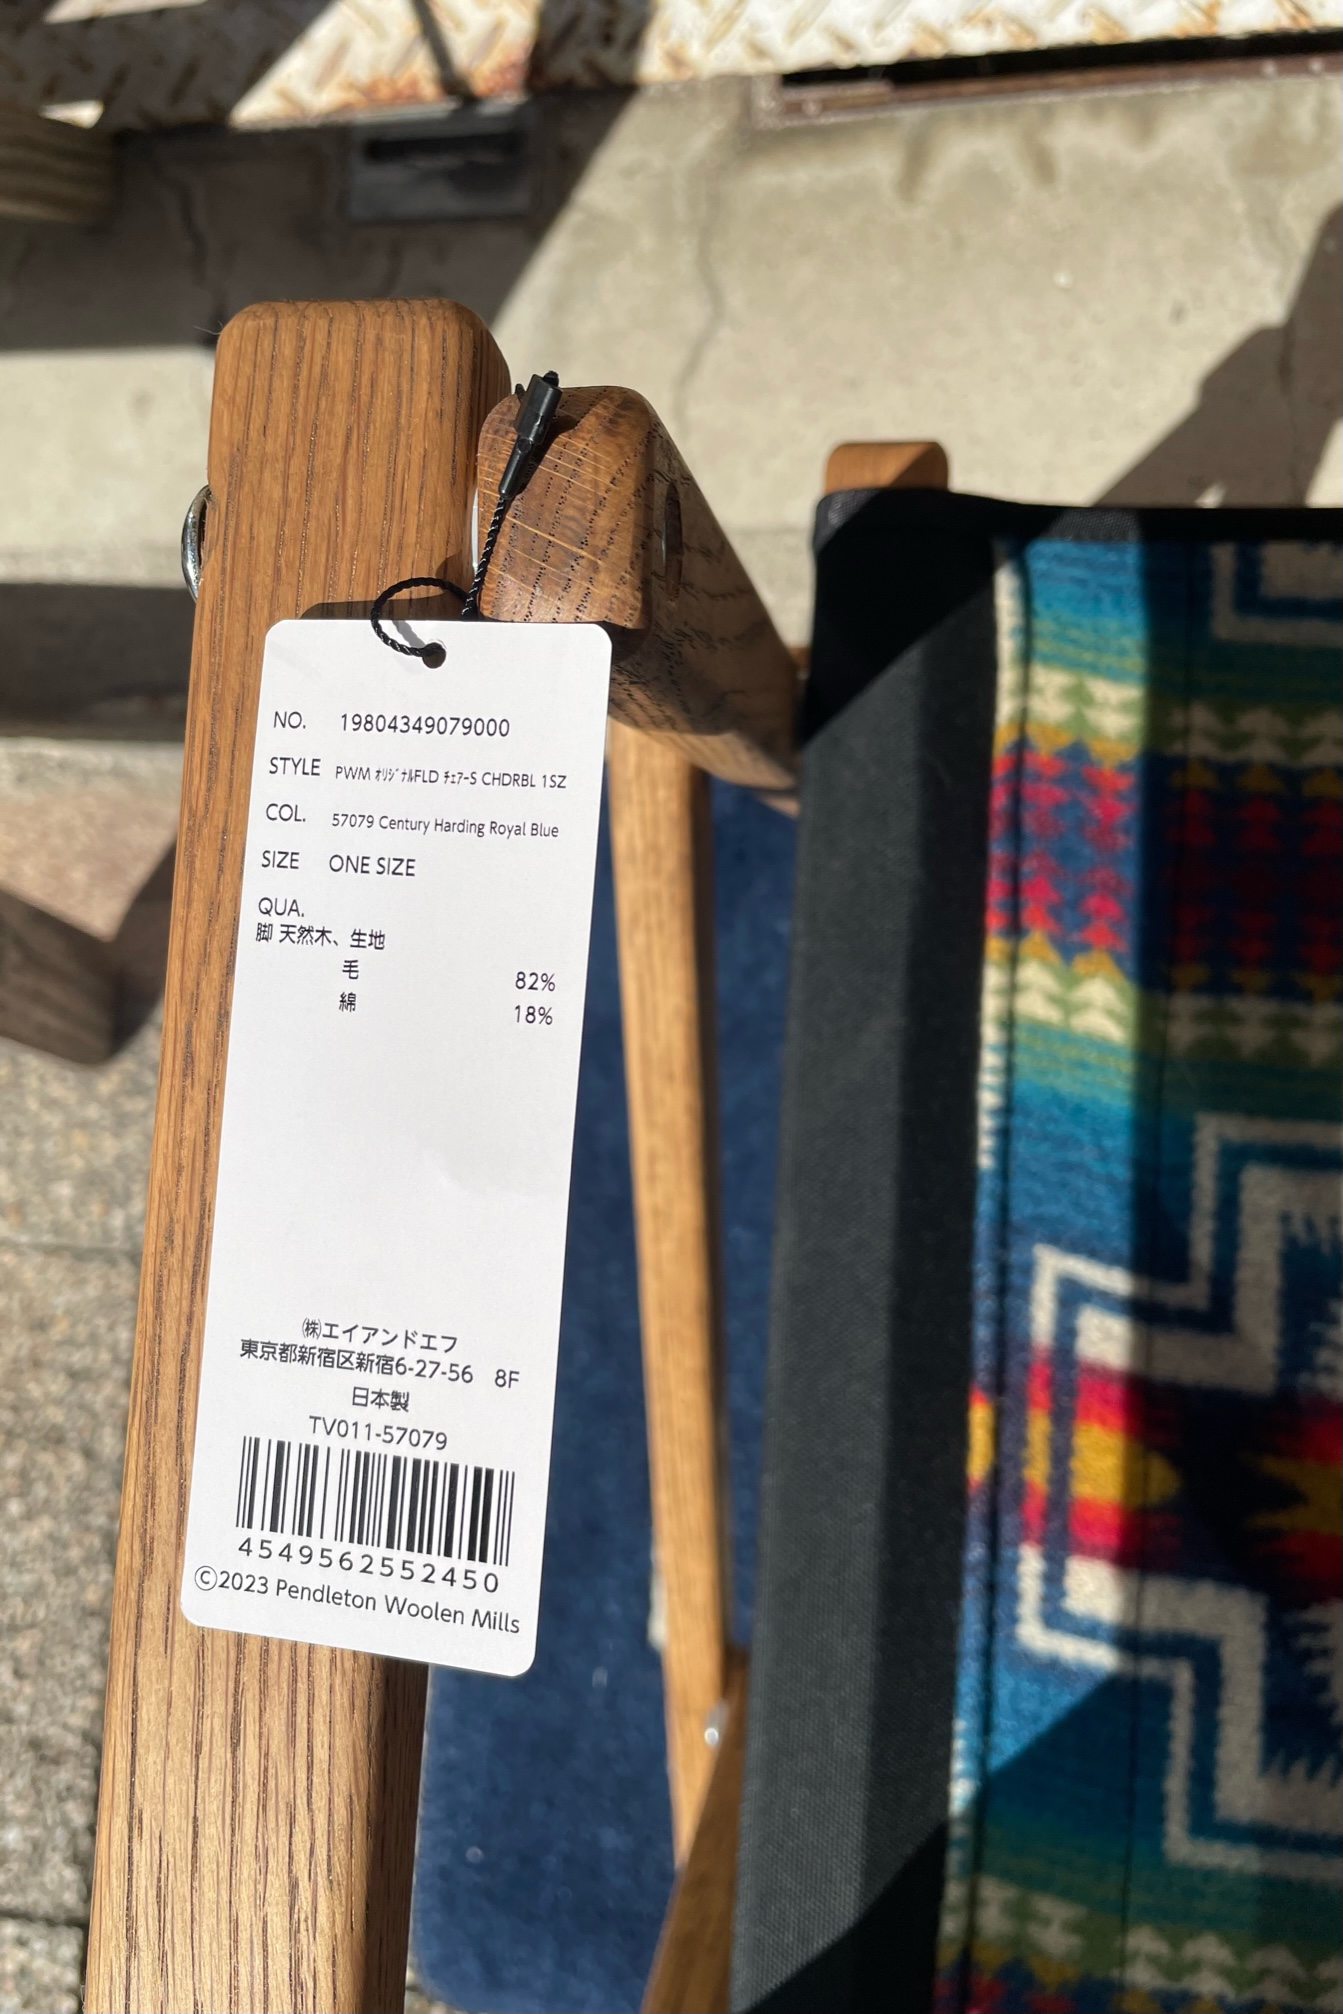 NO. 19804349079000
STYLE PWM ｵﾘｼﾞﾅﾙFLD ﾁｪｱｰS CHDRBL 1SZ
COL. 57079 Century Harding Royal Blue
SIZE ONE SIZE
QUA.
脚 天然木、生地
毛 82%
綿 18%
㈱エイアンドエフ
東京都新宿区新宿6-27-56 8F
日本製
TV011-57079
4549562552450
©2023 Pendleton Woolen Mills